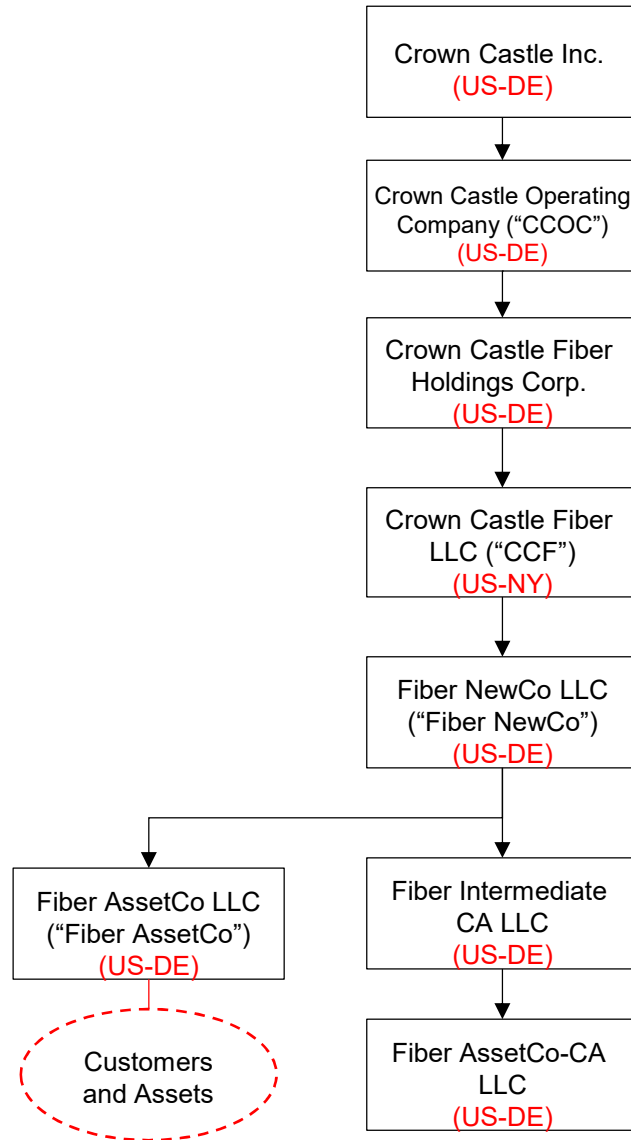 Crown Castle Inc.
(US-DE)
Crown Castle Operating
Company (“CCOC”)
(US-DE)
Crown Castle Fiber
Holdings Corp.
(US-DE)
Crown Castle Fiber
LLC (“CCF”)
(US-NY)
Fiber NewCo LLC
(“Fiber NewCo”)
(US-DE)
Fiber AssetCo LLC
(“Fiber AssetCo”)
(US-DE)
Fiber Intermediate
CA LLC
(US-DE)
Customers
and Assets
Fiber AssetCo-CA
LLC
(US-DE)